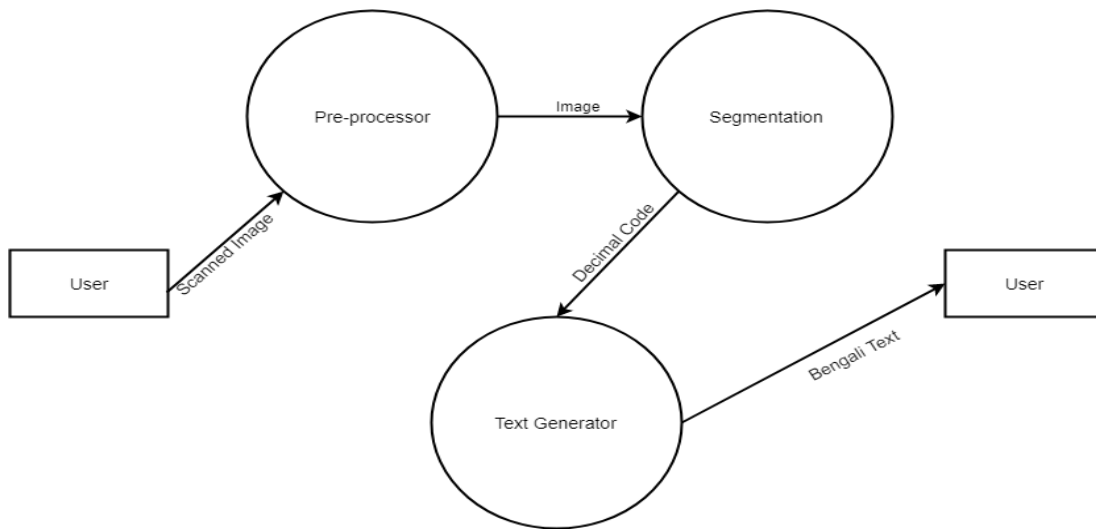 Pre-processor
Image
Segmentation
Scanned Image
Decimal Code
User
User
Bengali Text
Text Generator